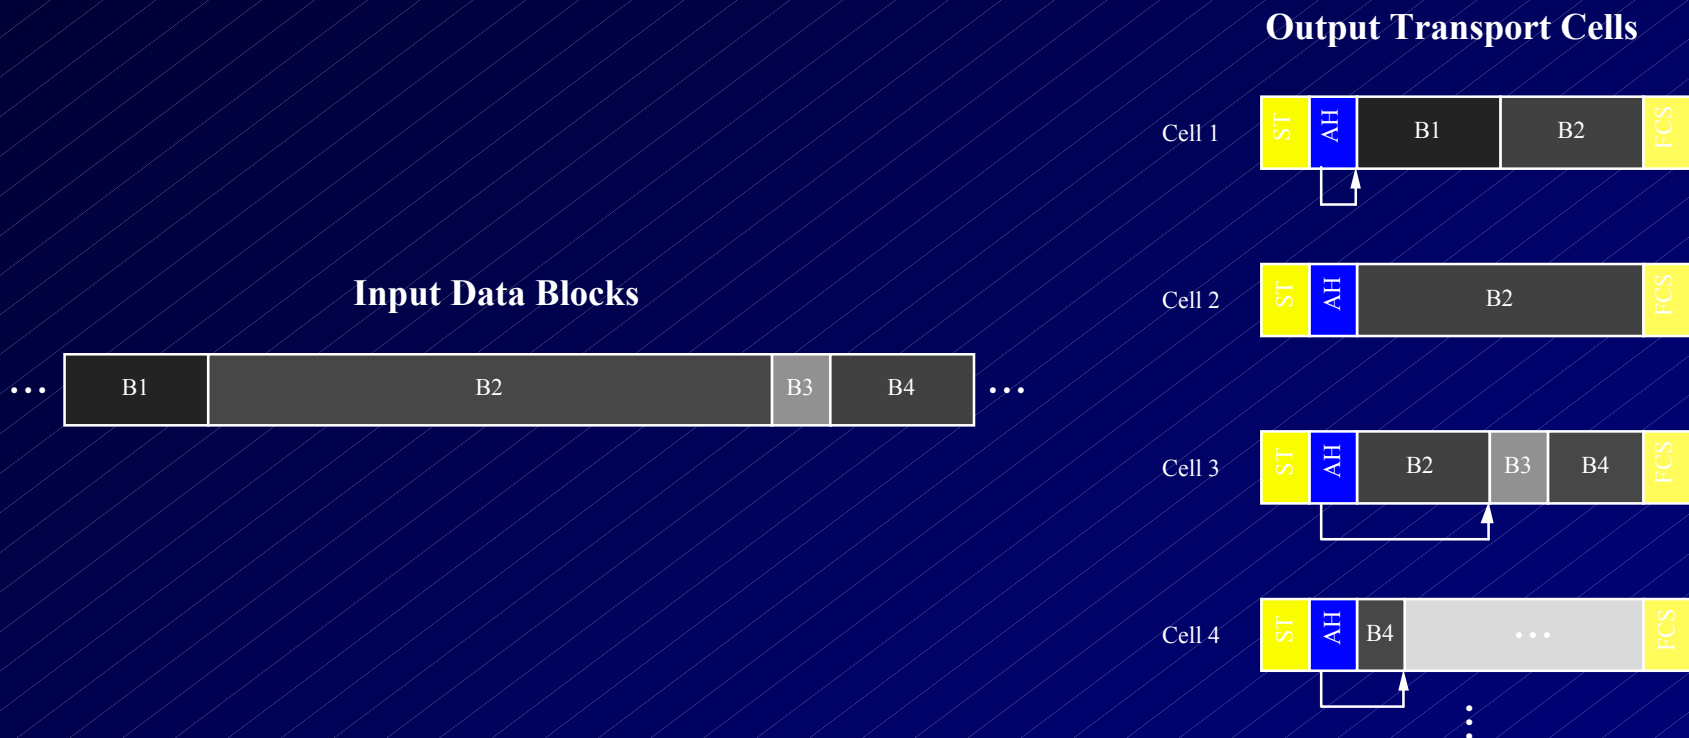 Output Transport Cells
Cell 1 ST AH B1 B2 FCS
Cell 2 ST AH B2 FCS
Input Data Blocks
... B1 B2 B3 B4 ...
Cell 3 ST AH B2 B3 B4 FCS
Cell 4 ST AH B4 ... FCS